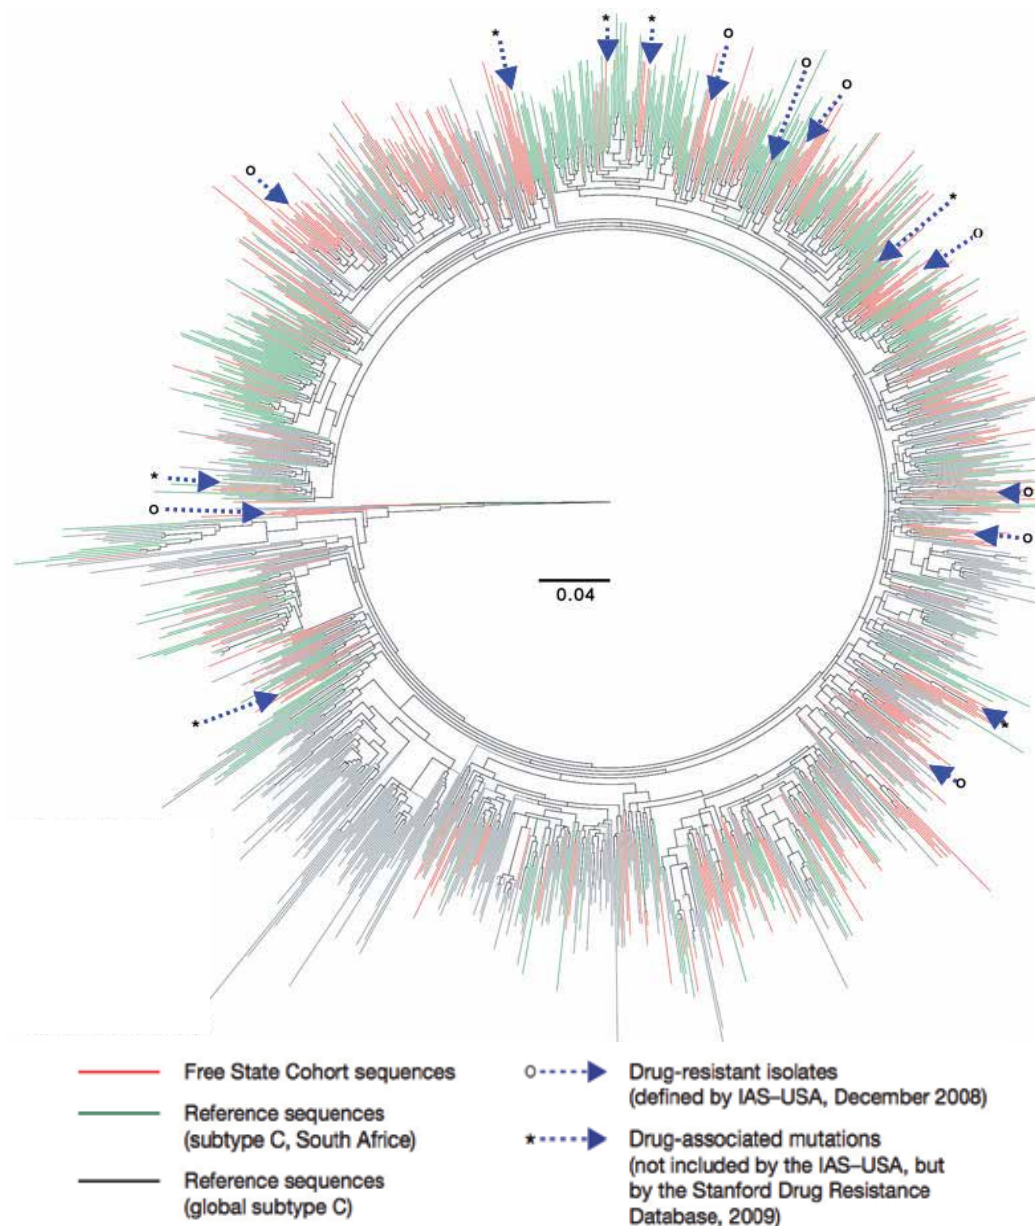 * * * o
o o
o
*
o
* o
o o
0.04
*
*
o
Free State Cohort sequences
Reference sequences
(subtype C, South Africa)
Reference sequences
(global subtype C)
o Drug-resistant isolates
(defined by IAS–USA, December 2008)
* Drug-associated mutations
(not included by the IAS–USA, but
by the Stanford Drug Resistance
Database, 2009)